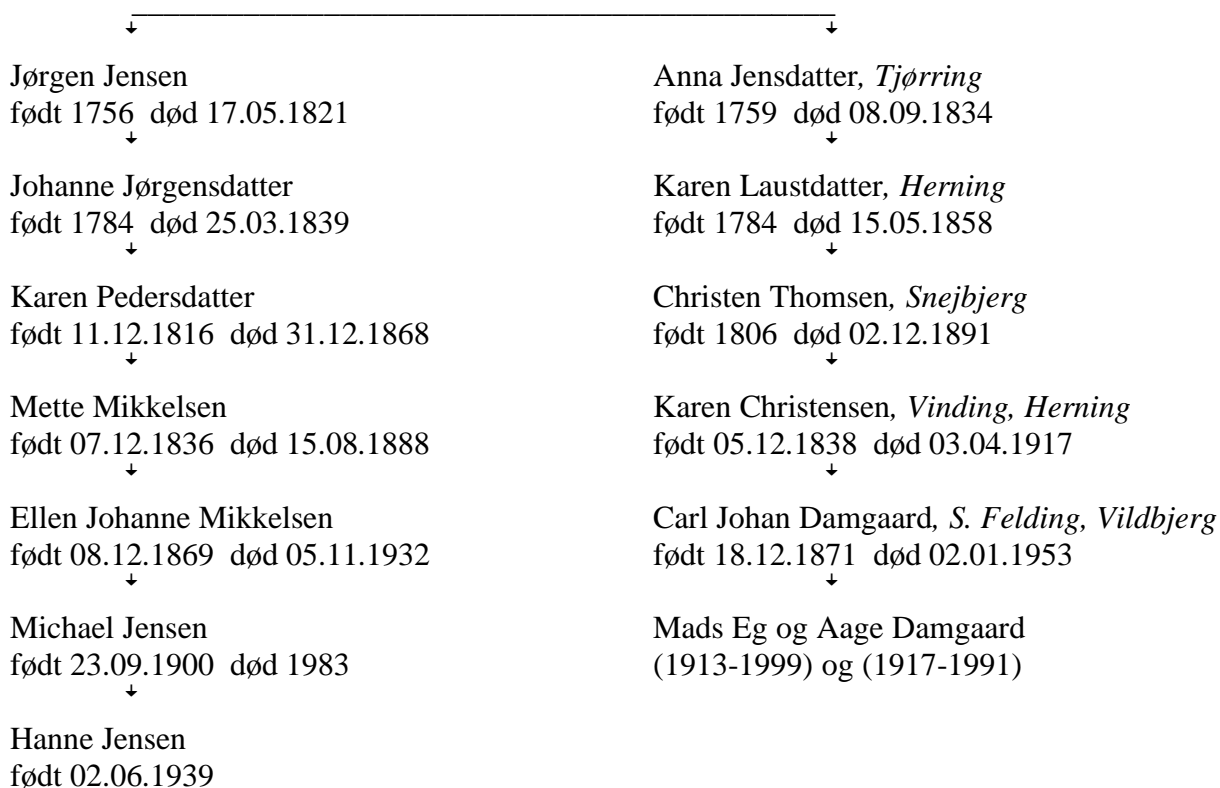 Jørgen Jensen
født 1756 død 17.05.1821
Johanne Jørgensdatter
født 1784 død 25.03.1839
Karen Pedersdatter
født 11.12.1816 død 31.12.1868
Mette Mikkelsen
født 07.12.1836 død 15.08.1888
Ellen Johanne Mikkelsen
født 08.12.1869 død 05.11.1932
Michael Jensen
født 23.09.1900 død 1983
Hanne Jensen
født 02.06.1939
Anna Jensdatter, Tjørring
født 1759 død 08.09.1834
Karen Laustdatter, Herning
født 1784 død 15.05.1858
Christen Thomsen, Snejbjerg
født 1806 død 02.12.1891
Karen Christensen, Vinding, Herning
født 05.12.1838 død 03.04.1917
Carl Johan Damgaard, S. Felding, Vildbjerg
født 18.12.1871 død 02.01.1953
Mads Eg og Aage Damgaard
(1913-1999) og (1917-1991)